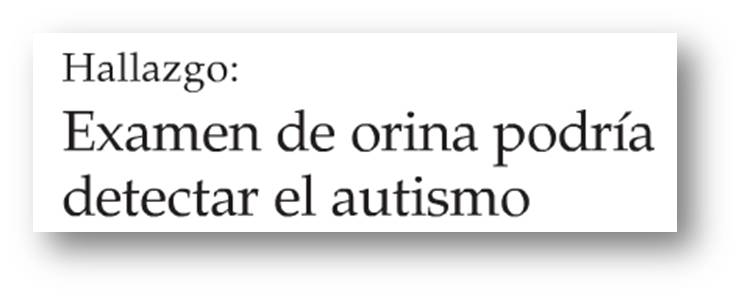 Hallazgo:
Examen de orina podría
detectar el autismo